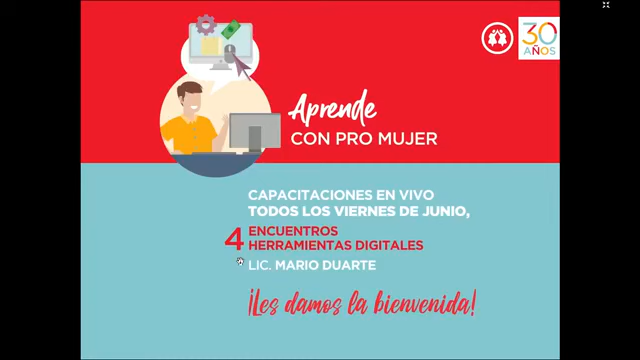 30
AÑOS
Aprende
CON PRO MUJER
CAPACITACIONES EN VIVO
TODOS LOS VIERNES DE JUNIO,
4 ENCUENTROS
HERRAMIENTAS DIGITALES
LIC. MARIO DUARTE
¡Les damos la bienvenida!